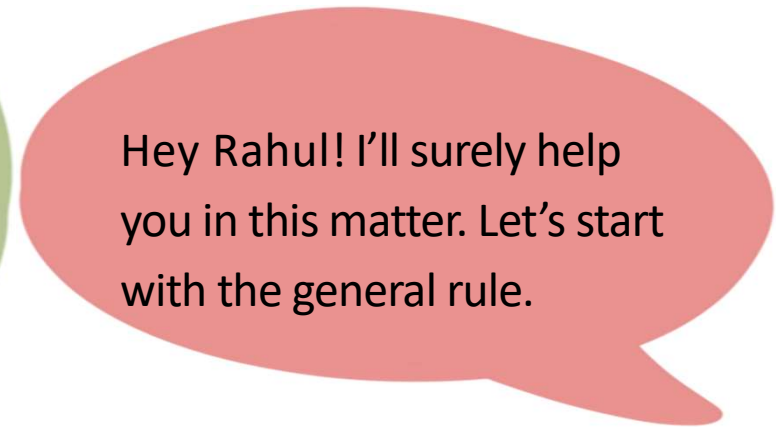 Hey Rahul! I’ll surely help
you in this matter. Let’s start
with the general rule.